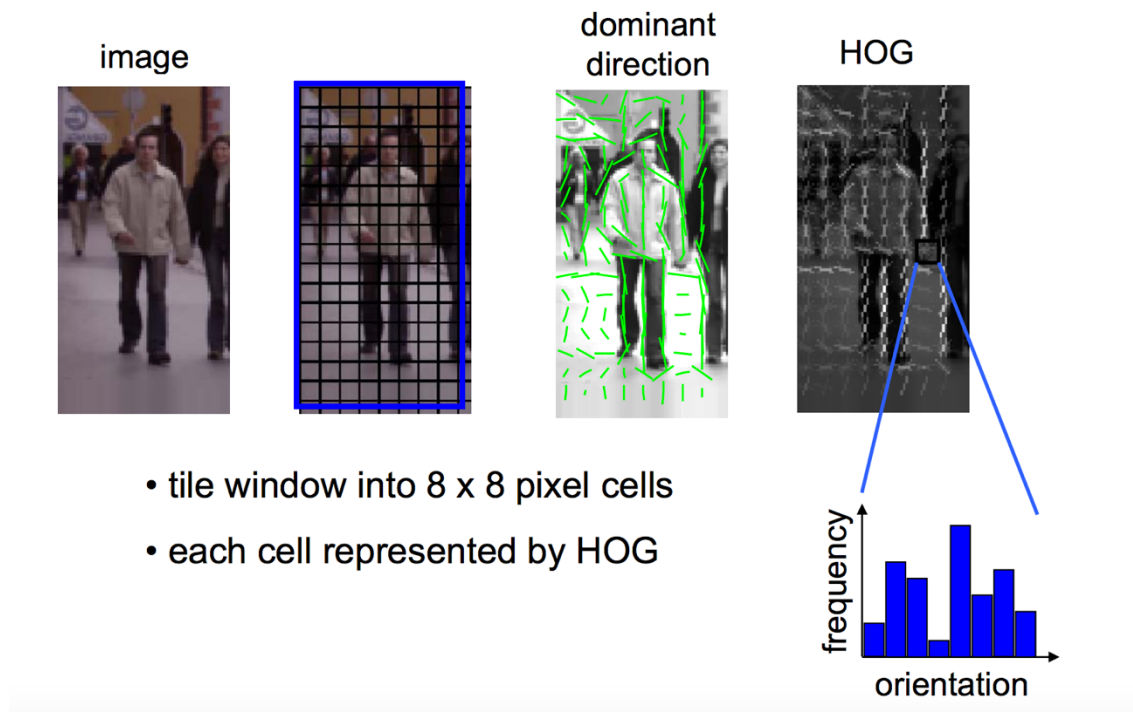 image
dominant
direction
HOG
• tile window into 8 x 8 pixel cells
• each cell represented by HOG
frequency
orientation